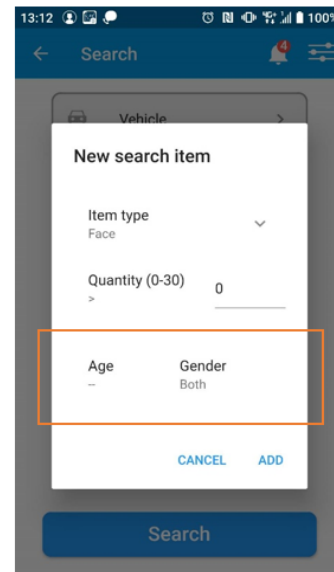 13:12 100%
Search 4
Vehicle >
New search item
Item type
Face
Quantity (0-30) 0
>
Age Gender
-- Both
CANCEL ADD
Search